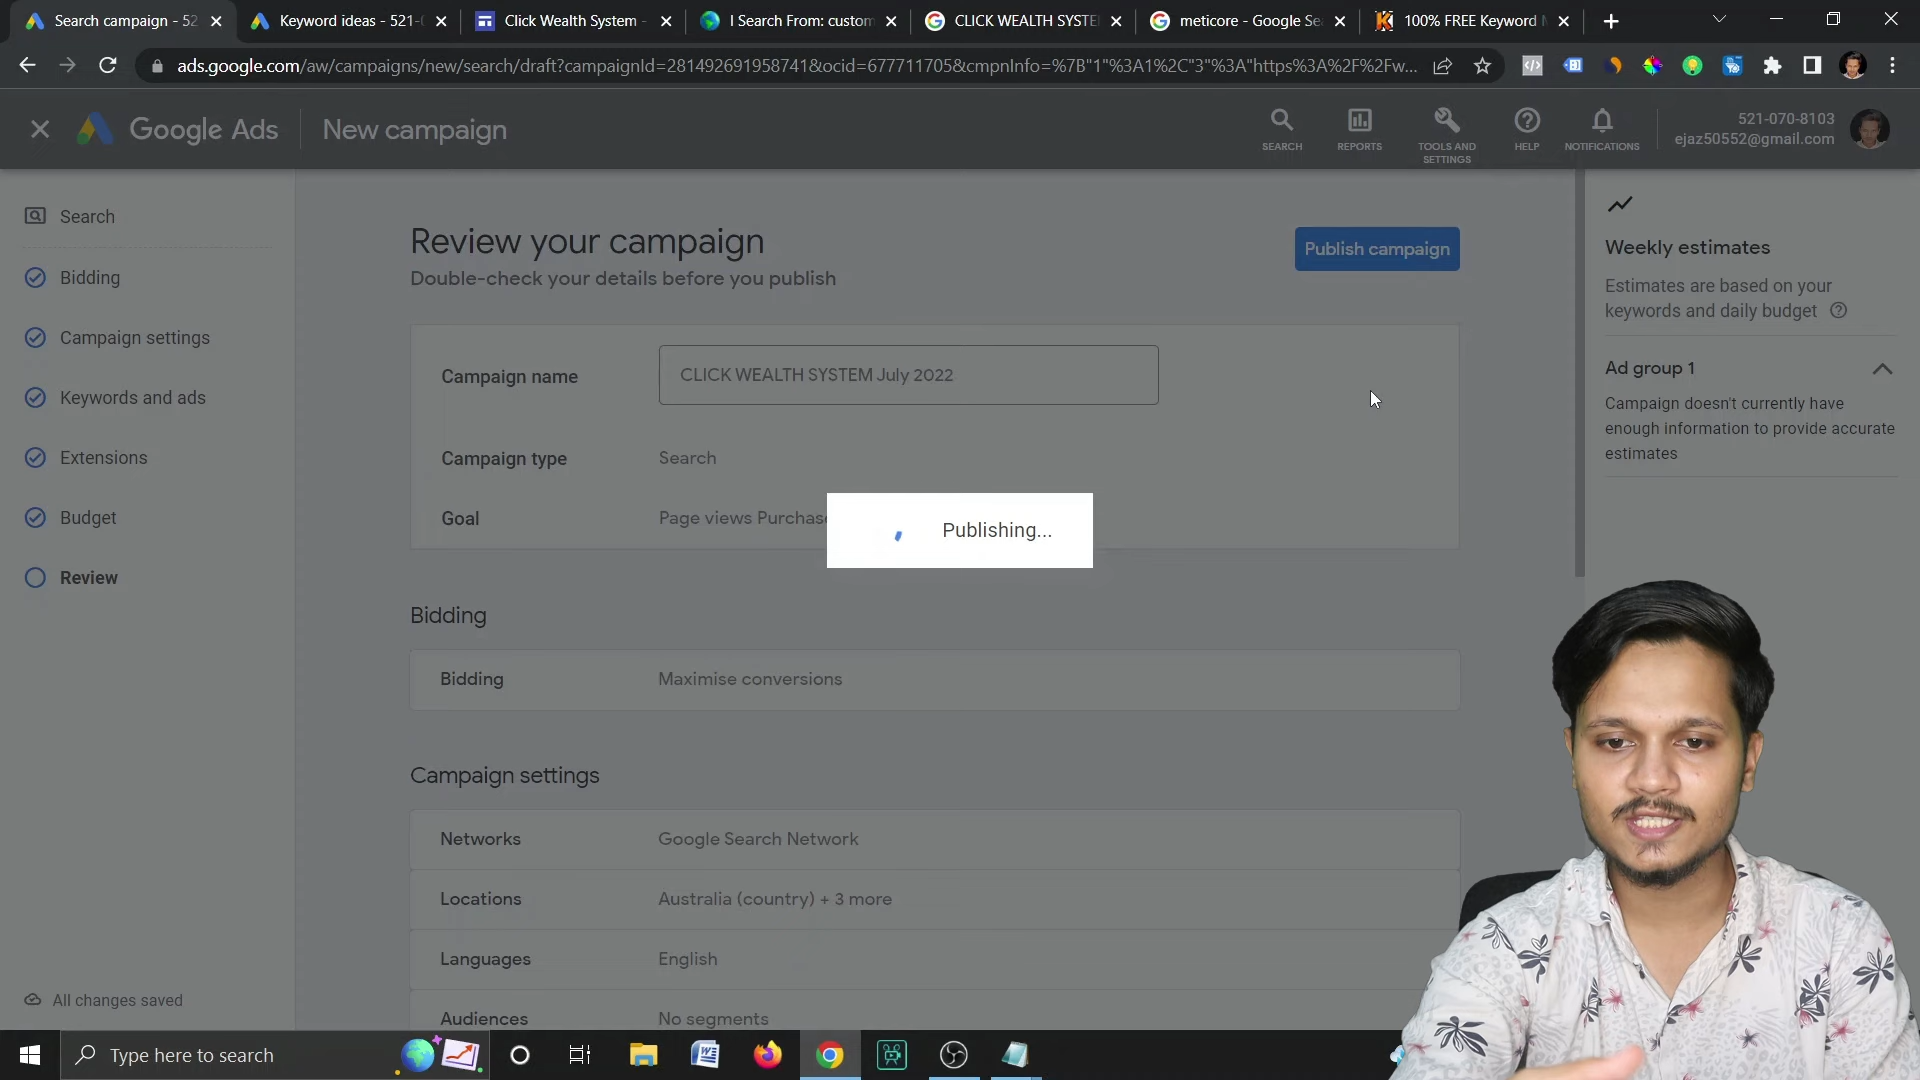 Search campaign - 52
Keyword ideas - 521-
Click Wealth System -
I Search From: custom
CLICK WEALTH SYSTE
meticore - Google Se
100% FREE Keyword
ads.google.com/aw/campaigns/new/search/draft?campaignId=281492691958741&ocid=677711705&cmpnInfo=%7B"1"%3A1%2C"3"%3A"https%3A%2F%2Fw...
Google Ads
New campaign
SEARCH
REPORTS
TOOLS AND
SETTINGS
HELP
NOTIFICATIONS
521-070-8103
ejaz50552@gmail.com
Search
Bidding
Campaign settings
Keywords and ads
Extensions
Budget
Review
All changes saved
Review your campaign
Double-check your details before you publish
Publish campaign
Campaign name
CLICK WEALTH SYSTEM July 2022
Campaign type
Search
Goal
Page views Purchase
Publishing...
Bidding
Bidding
Maximise conversions
Campaign settings
Networks
Google Search Network
Locations
Australia (country) + 3 more
Languages
English
Audiences
No segments
Weekly estimates
Estimates are based on your
keywords and daily budget
Ad group 1
Campaign doesn't currently have
enough information to provide accurate
estimates
Type here to search